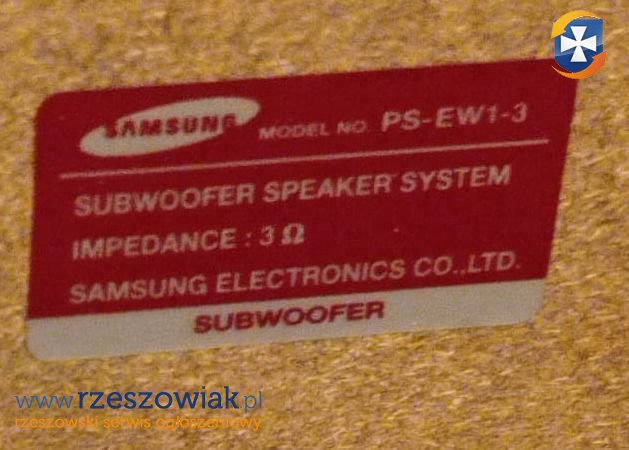 SAMSUNG MODEL NO. PS-EW1-3
SUBWOOFER SPEAKER SYSTEM
IMPEDANCE : 3 Ω
SAMSUNG ELECTRONICS CO.,LTD.
SUBWOOFER
www.rzeszowiak.pl
rzeszowski serwis ogłoszeniowy